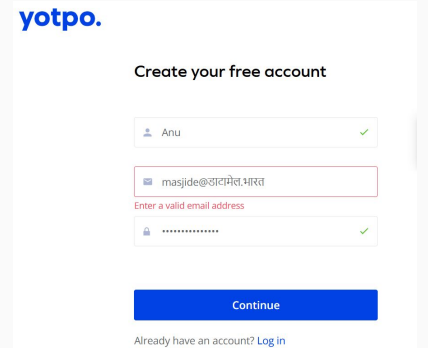 yotpo.
Create your free account
Anu
masjide@डाटामेल.भारत
Enter a valid email address
•••••••••••••••
Continue
Already have an account? Log in